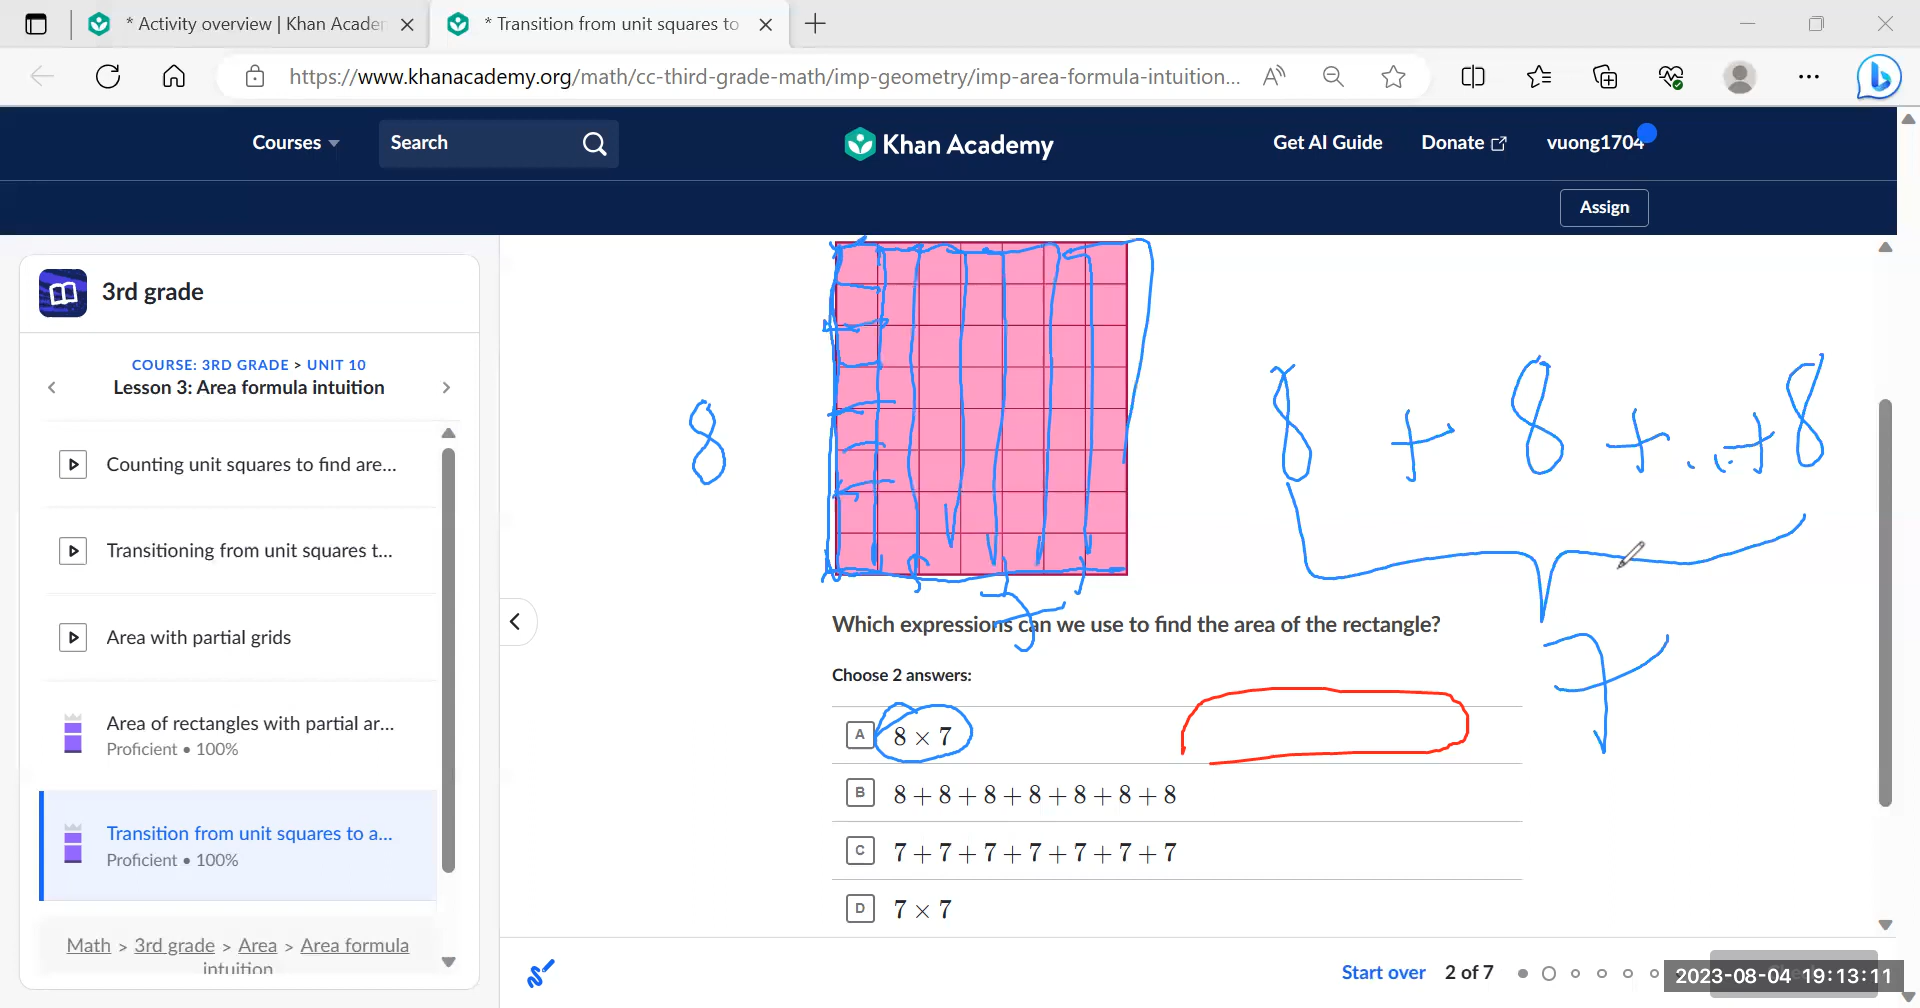 * Activity overview | Khan Acader
* Transition from unit squares to
https://www.khanacademy.org/math/cc-third-grade-math/imp-geometry/imp-area-formula-intuition...
Courses
Search
Khan Academy
Get AI Guide
Donate
vuong1704
Assign
3rd grade
COURSE: 3RD GRADE > UNIT 10
Lesson 3: Area formula intuition
Counting unit squares to find are...
Transitioning from unit squares t...
Area with partial grids
Area of rectangles with partial ar...
Proficient • 100%
Transition from unit squares to a...
Proficient • 100%
Math > 3rd grade > Area > Area formula
intuition
8
7
8 + 8 + ... + 8
7
Which expressions can we use to find the area of the rectangle?
Choose 2 answers:
A 8 × 7
B 8 + 8 + 8 + 8 + 8 + 8 + 8
C 7 + 7 + 7 + 7 + 7 + 7 + 7
D 7 × 7
Start over
2 of 7
2023-08-04 19:13:11